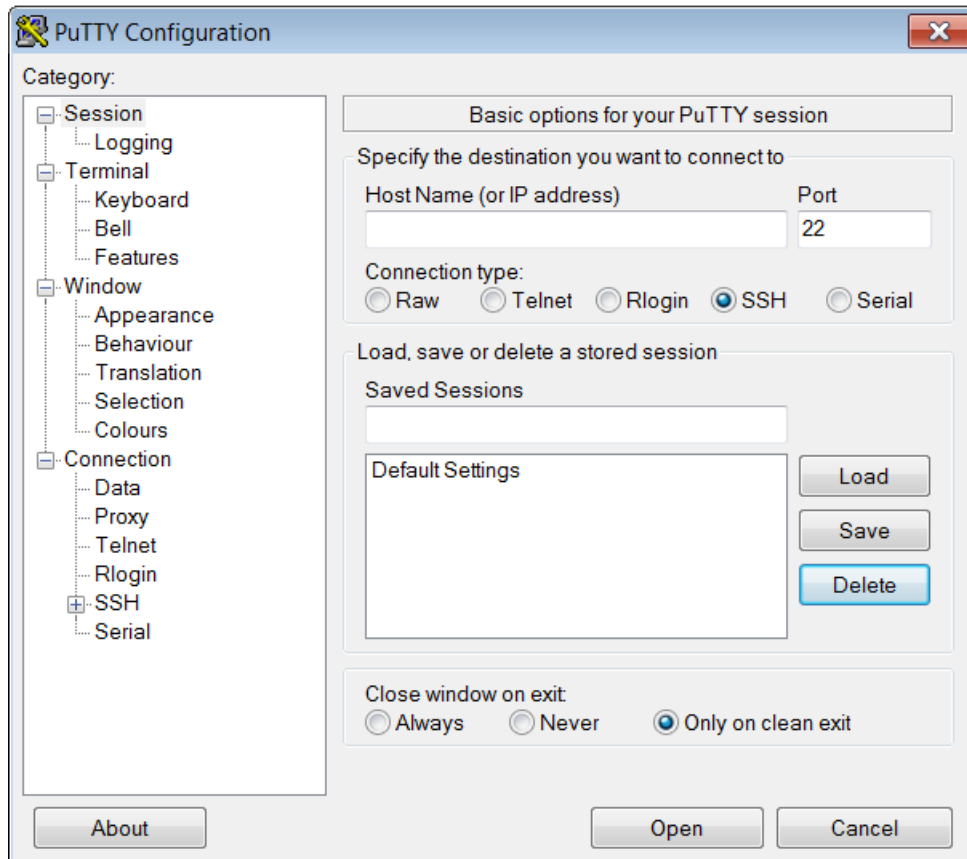 PuTTY Configuration
Category:
Session
Logging
Terminal
Keyboard
Bell
Features
Window
Appearance
Behaviour
Translation
Selection
Colours
Connection
Data
Proxy
Telnet
Rlogin
SSH
Serial
Basic options for your PuTTY session
Specify the destination you want to connect to
Host Name (or IP address) Port
22
Connection type:
Raw Telnet Rlogin SSH Serial
Load, save or delete a stored session
Saved Sessions
Default Settings
Load
Save
Delete
Close window on exit:
Always Never Only on clean exit
About Open Cancel